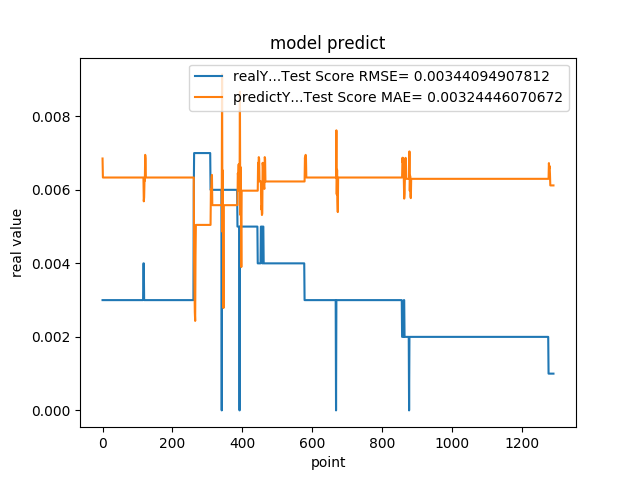 model predict
realY...Test Score RMSE= 0.00344094907812
predictY...Test Score MAE= 0.00324446070672
0.008
0.006
0.004
0.002
0.000
real value
0 200 400 600 800 1000 1200
point